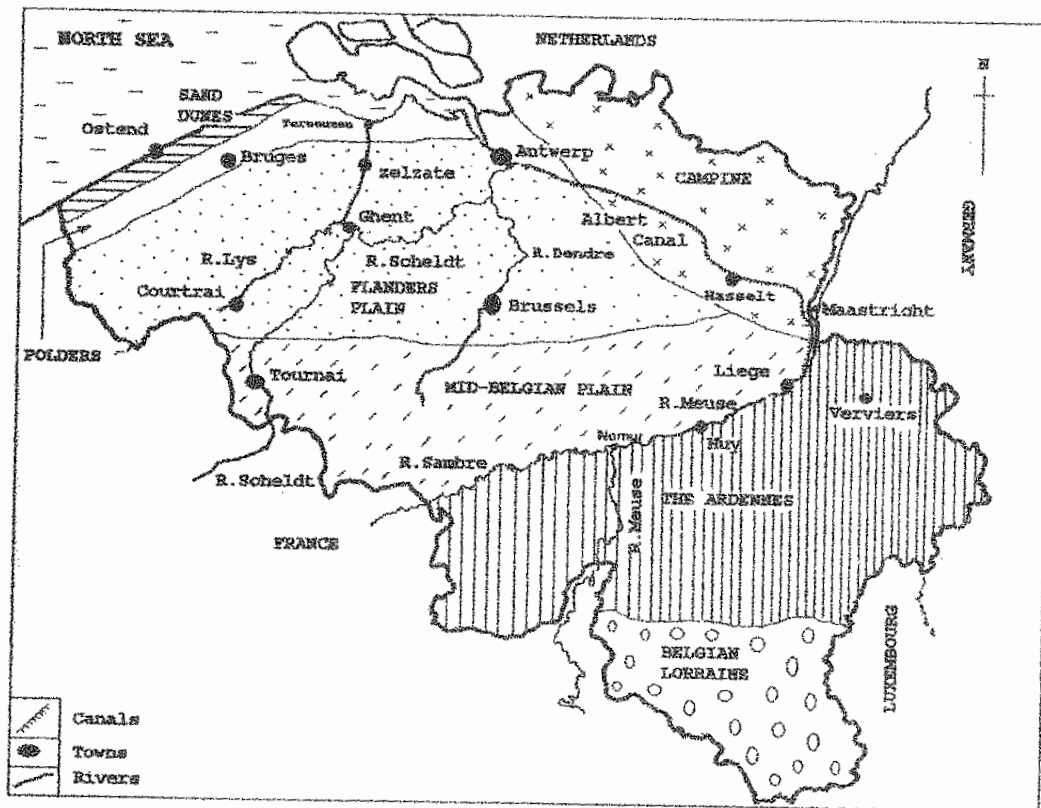 NORTH SEA
NETHERLANDS
N
SAND
DUNES
Ostend
Terneuzen
Bruges
Antwerp
zelzate
CAMPINE
Ghent
Albert
Canal
GERMANY
R.Lys
R.Scheldt
R.Dendre
FLANDERS
PLAIN
Courtrai
Brussels
Hasselt
Maastricht
POLDERS
Tournai
MID-BELGIAN PLAIN
Liege
R.Meuse
Verviers
Namur
Huy
R.Sambre
R.Scheldt
THE ARDENNES
R.Meuse
FRANCE
BELGIAN
LORRAINE
LUXEMBOURG
Canals
Towns
Rivers